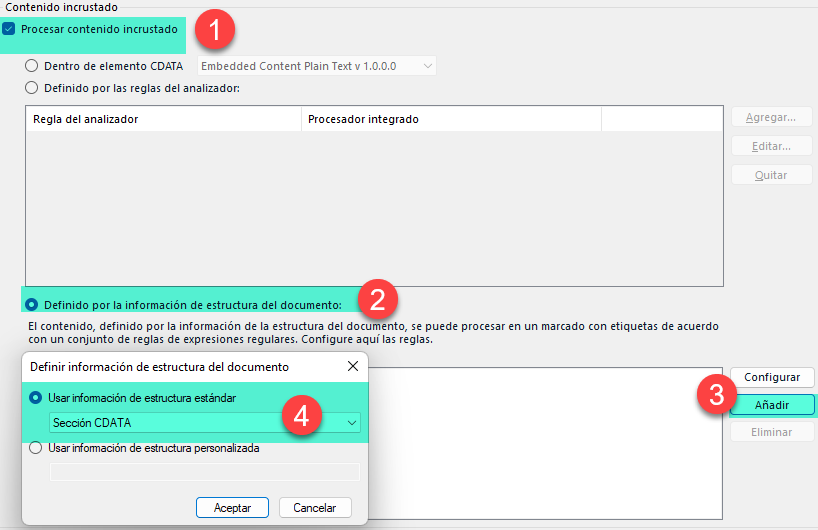 Contenido incrustado
Procesar contenido incrustado
1
Dentro de elemento CDATA
Embedded Content Plain Text v 1.0.0.0
Definido por las reglas del analizador:
Regla del analizador
Procesador integrado
Agregar...
Editar...
Quitar
Definido por la información de estructura del documento:
2
El contenido, definido por la información de la estructura del documento, se puede procesar en un marcado con etiquetas de acuerdo
con un conjunto de reglas de expresiones regulares. Configure aquí las reglas.
Definir información de estructura del documento
Usar información de estructura estándar
Sección CDATA
4
Usar información de estructura personalizada
Aceptar
Cancelar
Configurar
3
Añadir
Eliminar